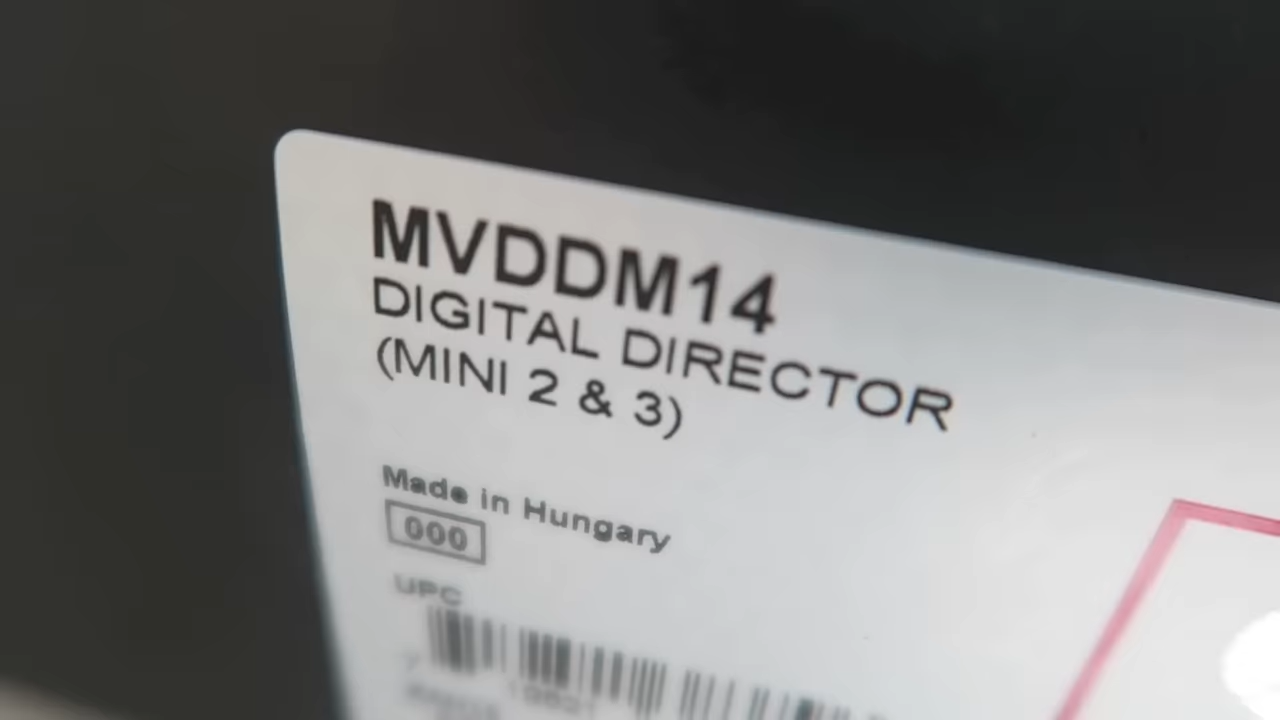 MVDDM14
DIGITAL DIRECTOR
(MINI 2 & 3)
Made in Hungary
000
UPC